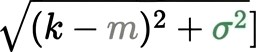 √(k − m)² + σ²]